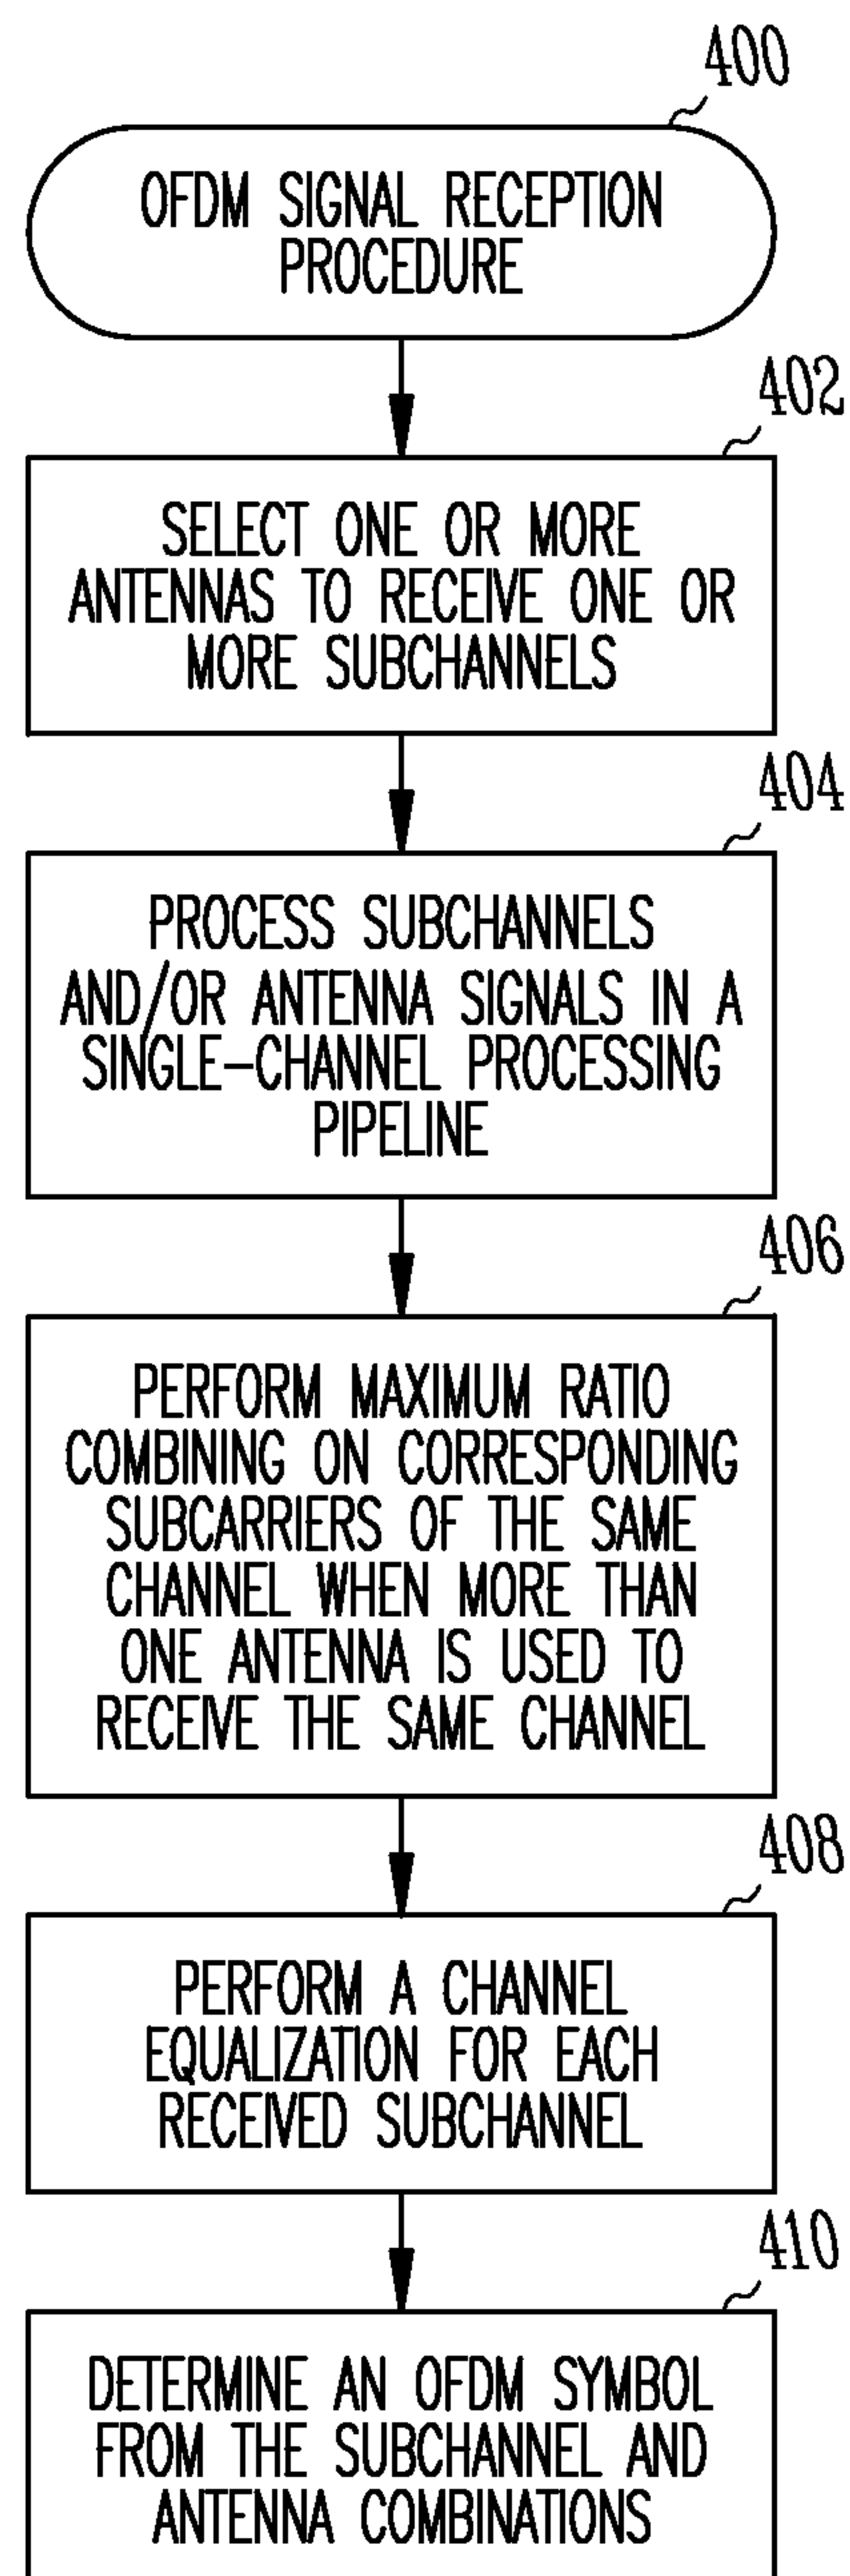 400
OFDM SIGNAL RECEPTION
PROCEDURE
402
SELECT ONE OR MORE
ANTENNAS TO RECEIVE ONE OR
MORE SUBCHANNELS
404
PROCESS SUBCHANNELS
AND/OR ANTENNA SIGNALS IN A
SINGLE-CHANNEL PROCESSING
PIPELINE
406
PERFORM MAXIMUM RATIO
COMBINING ON CORRESPONDING
SUBCARRIERS OF THE SAME
CHANNEL WHEN MORE THAN
ONE ANTENNA IS USED TO
RECEIVE THE SAME CHANNEL
408
PERFORM A CHANNEL
EQUALIZATION FOR EACH
RECEIVED SUBCHANNEL
410
DETERMINE AN OFDM SYMBOL
FROM THE SUBCHANNEL AND
ANTENNA COMBINATIONS